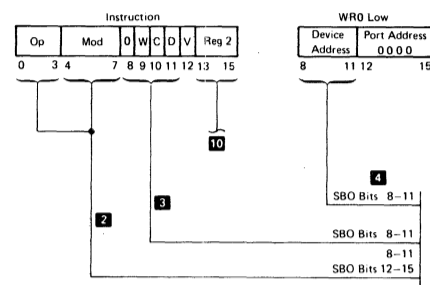 Instruction
WR0 Low
Op Mod 0 W C D V Reg 2
Device Address
Port Address 0000
0 3 4 7 8 9 10 11 12 13 15
8 11 12 15
10
4
2
3
SBO Bits 8–11
SBO Bits 8–11
8–11
SBO Bits 12–15